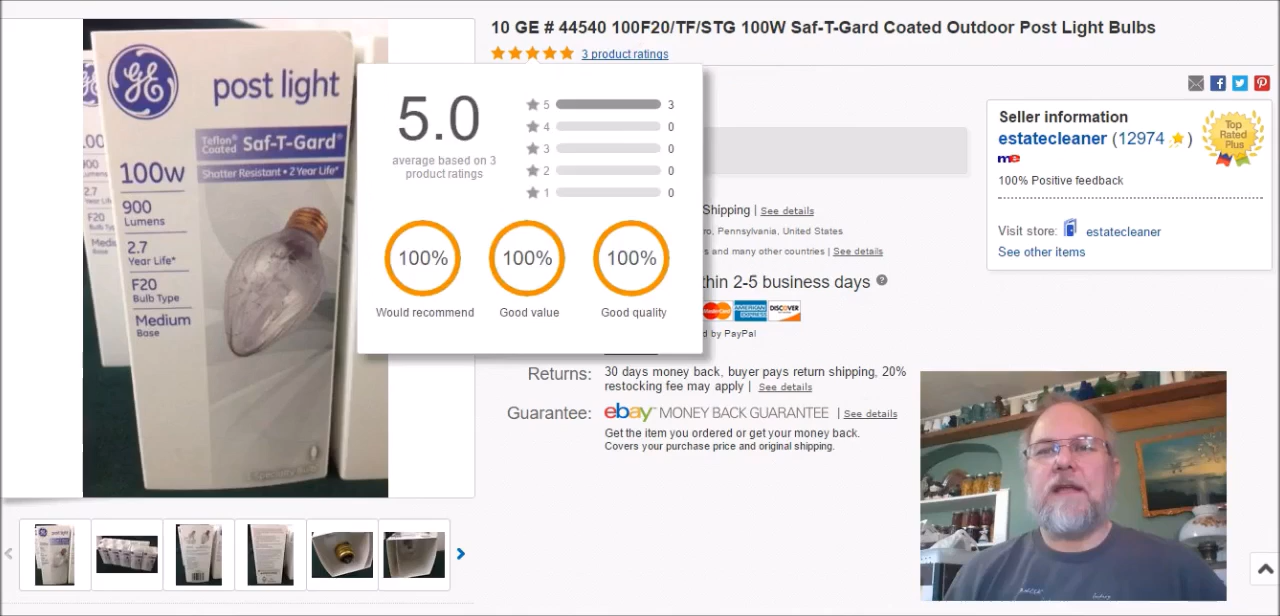 10 GE # 44540 100F20/TF/STG 100W Saf-T-Gard Coated Outdoor Post Light Bulbs
3 product ratings
GE
post light
Teflon® Coated Saf-T-Gard®
Shatter Resistant • 2 Year Life*
100w
900
Lumens
2.7
Year Life*
F20
Bulb Type
Medium
Base
Specialty Bulb
5.0
average based on 3
product ratings
5 3
4 0
3 0
2 0
1 0
100% 100% 100%
Would recommend Good value Good quality
Shipping | See details
ro, Pennsylvania, United States
s and many other countries | See details
thin 2-5 business days
MasterCard AMERICAN EXPRESS DISCOVER
d by PayPal
Returns: 30 days money back, buyer pays return shipping, 20%
restocking fee may apply | See details
Guarantee: ebay MONEY BACK GUARANTEE | See details
Get the item you ordered or get your money back.
Covers your purchase price and original shipping.
Seller information
estatecleaner (12974 )
me
100% Positive feedback
Visit store: estatecleaner
See other items
Top
Rated
Plus